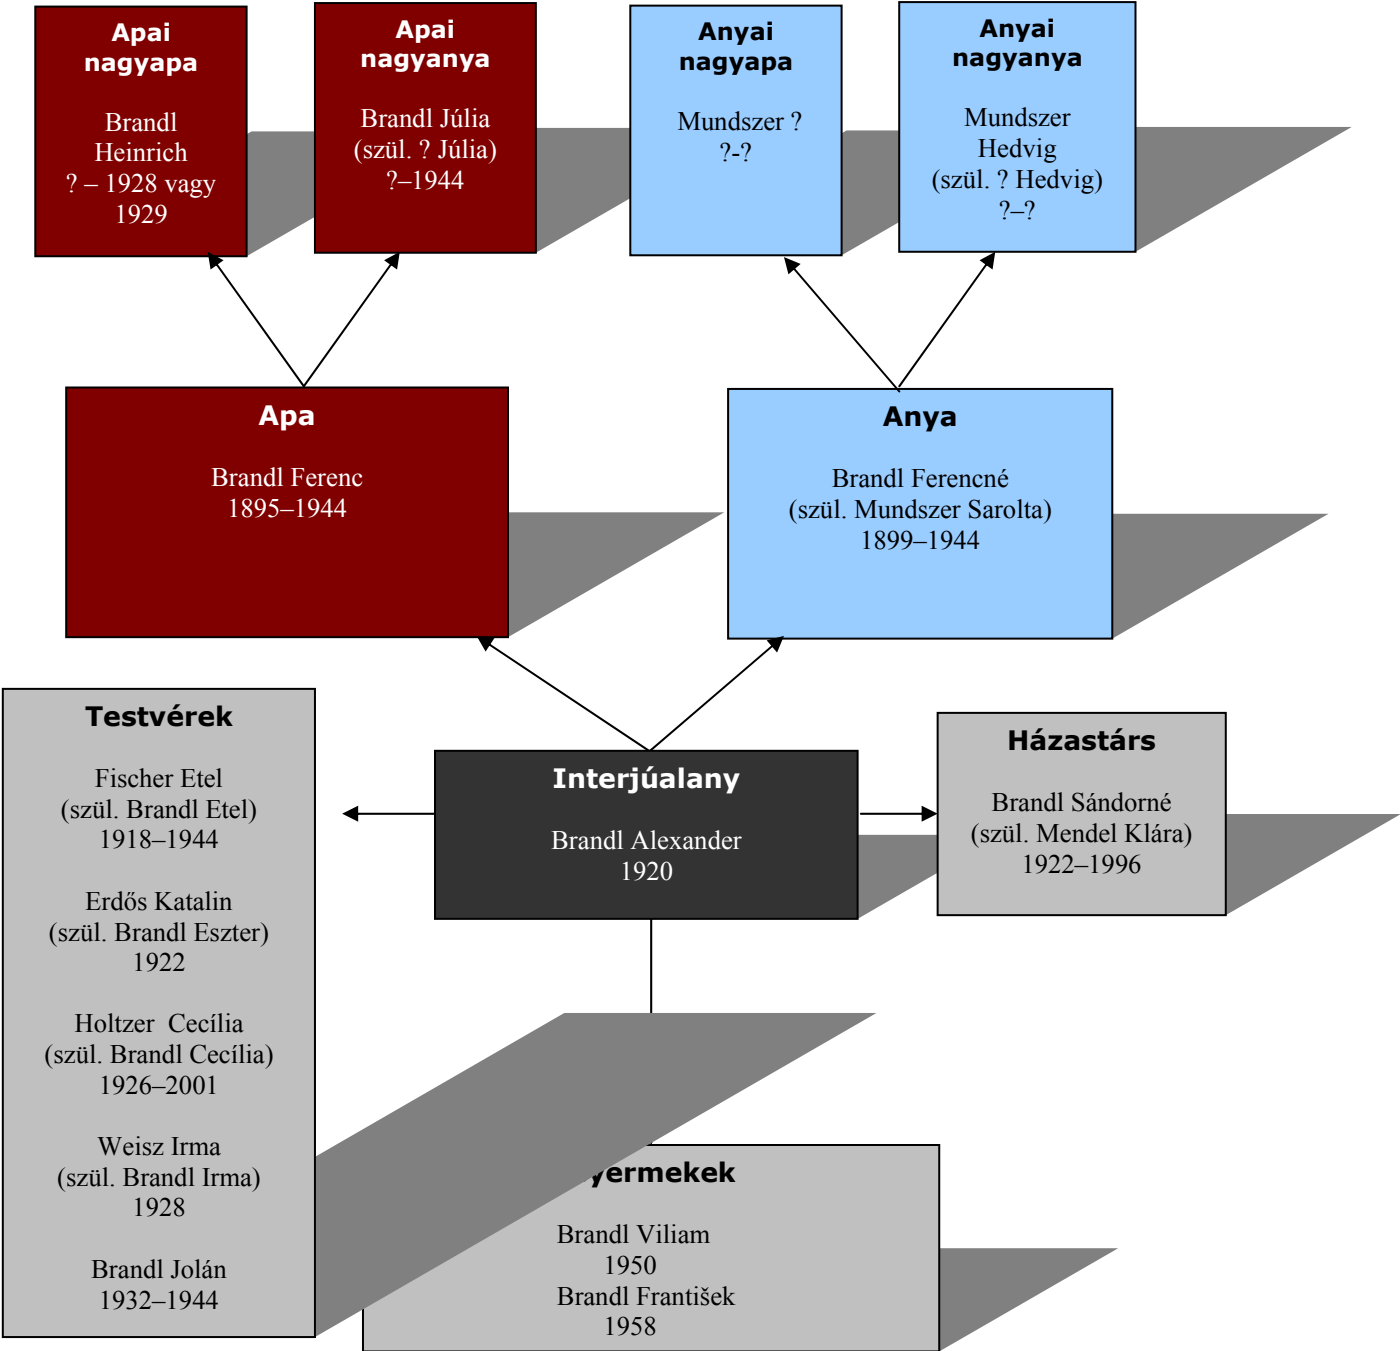 Apai
nagyapa
Brandl
Heinrich
? – 1928 vagy
1929
Apai
nagyanya
Brandl Júlia
(szül. ? Júlia)
?–1944
Anyai
nagyapa
Mundszer ?
?-?
Anyai
nagyanya
Mundszer
Hedvig
(szül. ? Hedvig)
?–?
Apa
Brandl Ferenc
1895–1944
Anya
Brandl Ferencné
(szül. Mundszer Sarolta)
1899–1944
Testvérek
Fischer Etel
(szül. Brandl Etel)
1918–1944
Erdős Katalin
(szül. Brandl Eszter)
1922
Holtzer Cecília
(szül. Brandl Cecília)
1926–2001
Weisz Irma
(szül. Brandl Irma)
1928
Brandl Jolán
1932–1944
Interjúalany
Brandl Alexander
1920
Házastárs
Brandl Sándorné
(szül. Mendel Klára)
1922–1996
yermekek
Brandl Viliam
1950
Brandl František
1958